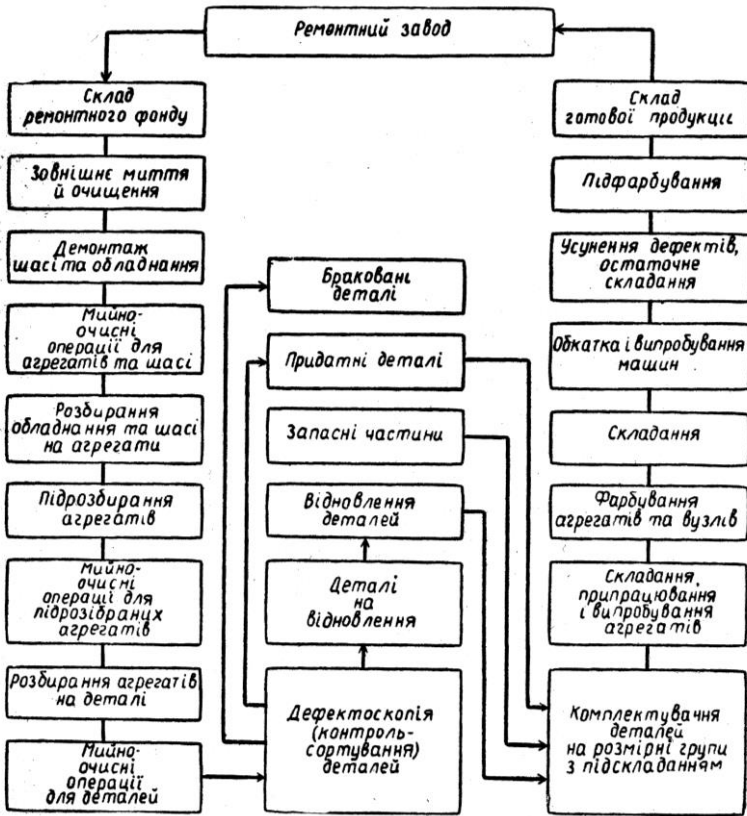 Ремонтний завод
Склад
ремонтного фонду
Зовнішнє миття
й очищення
Демонтаж
шасі та обладнання
Мийно-
очисні
операції для
агрегатів та шасі
Розбирання
обладнання та шасі
на агрегати
Підрозбирання
агрегатів
Мийно-
очисні
операції для
підрозібраних
агрегатів
Розбирання агрегатів
на деталі
Мийно-
очисні
операції
для деталей
Браковані
деталі
Придатні деталі
Запасні частини
Відновлення
деталей
Деталі
на
відновлення
Дефектоскопія
(контроль-
сортування)
деталей
Склад
готової продукції
Підфарбування
Усунення дефектів,
остаточне
складання
Обкатка і випробування
машин
Складання
Фарбування
агрегатів та вузлів
Складання,
припрацювання
і випробування
агрегатів
Комплектування
деталей
на розмірні групи
з підскладанням